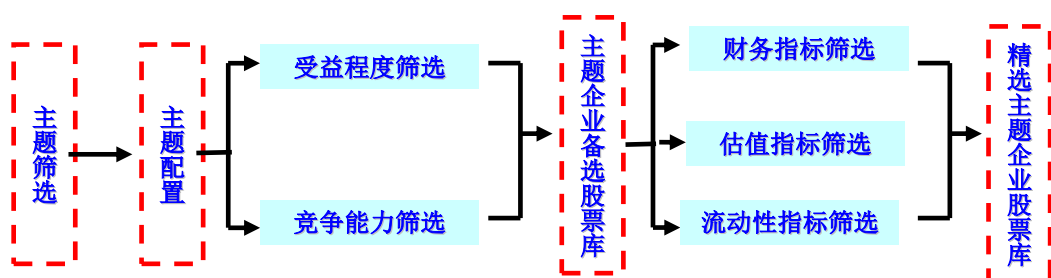 主题筛选
主题配置
受益程度筛选
竞争能力筛选
主题企业备选股票库
财务指标筛选
估值指标筛选
流动性指标筛选
精选主题企业股票库